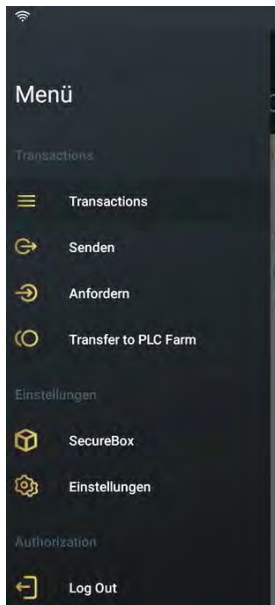 Menü
Transactions
Transactions
Senden
Anfordern
Transfer to PLC Farm
Einstellungen
SecureBox
Einstellungen
Authorization
Log Out